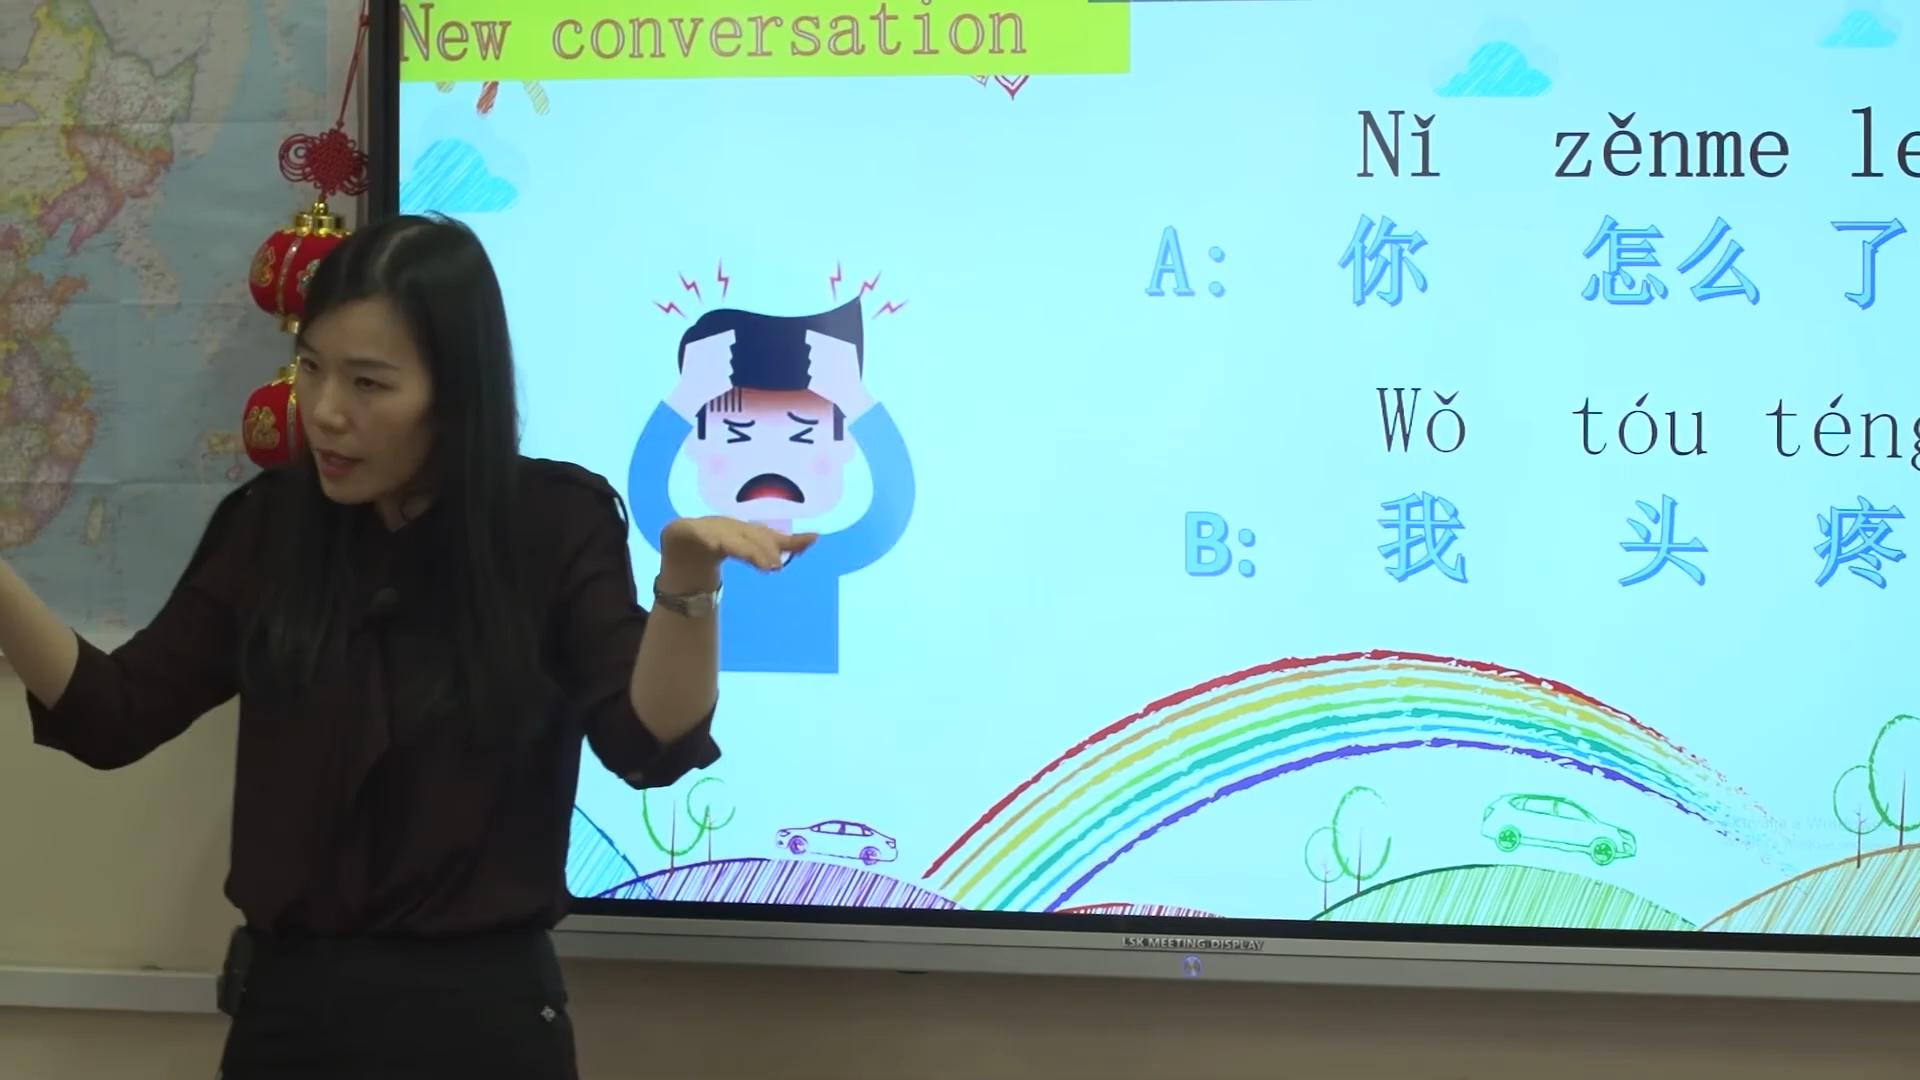 New conversation
Nǐ zěnme le
A: 你 怎么 了
Wǒ tóu téng
B: 我 头 疼
LSK MEETING DISPLAY